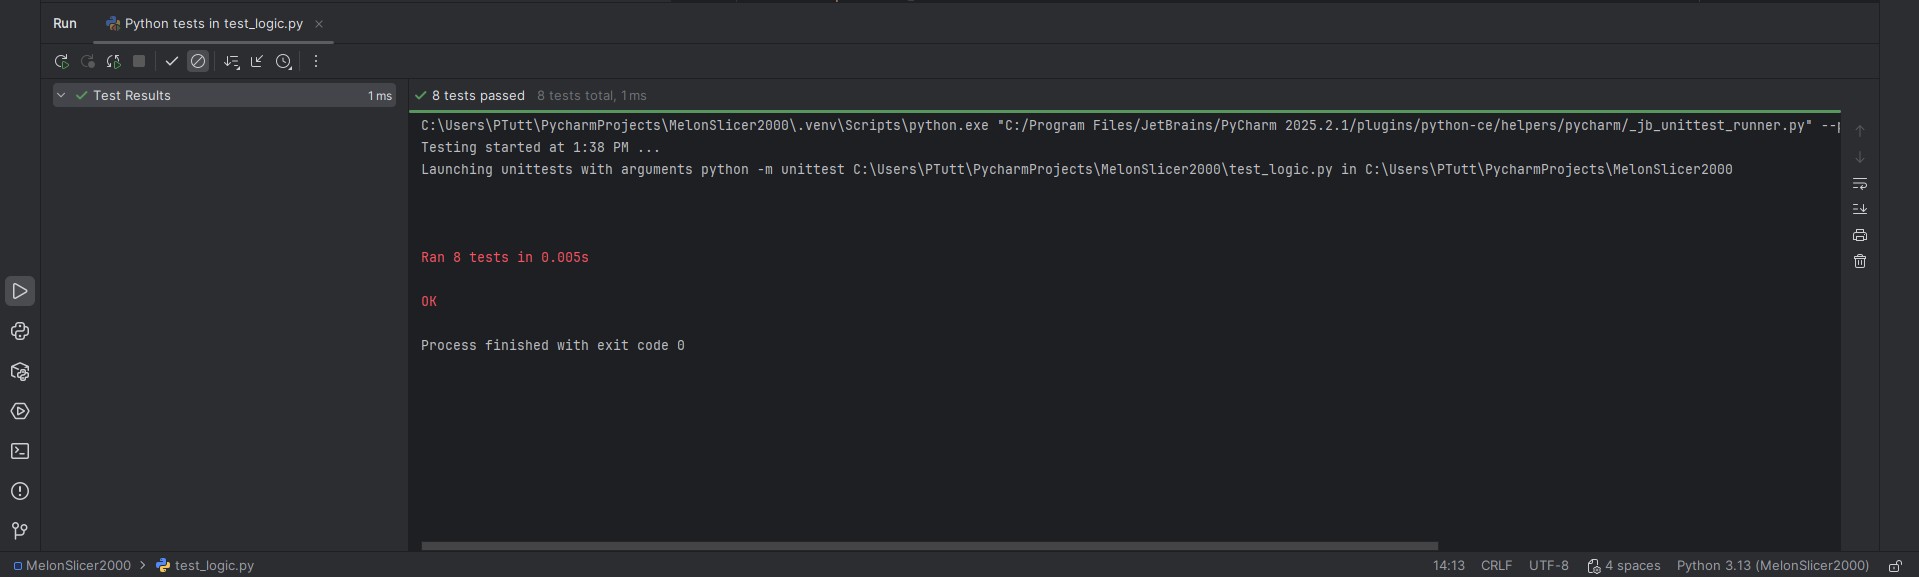 Run Python tests in test_logic.py
Test Results 1 ms
8 tests passed 8 tests total, 1 ms
C:\Users\PTutt\PycharmProjects\MelonSlicer2000\.venv\Scripts\python.exe "C:/Program Files/JetBrains/PyCharm 2025.2.1/plugins/python-ce/helpers/pycharm/_jb_unittest_runner.py"
Testing started at 1:38 PM ...
Launching unittests with arguments python -m unittest C:\Users\PTutt\PycharmProjects\MelonSlicer2000\test_logic.py in C:\Users\PTutt\PycharmProjects\MelonSlicer2000
Ran 8 tests in 0.005s
OK
Process finished with exit code 0
MelonSlicer2000 > test_logic.py 14:13 CRLF UTF-8 4 spaces Python 3.13 (MelonSlicer2000)